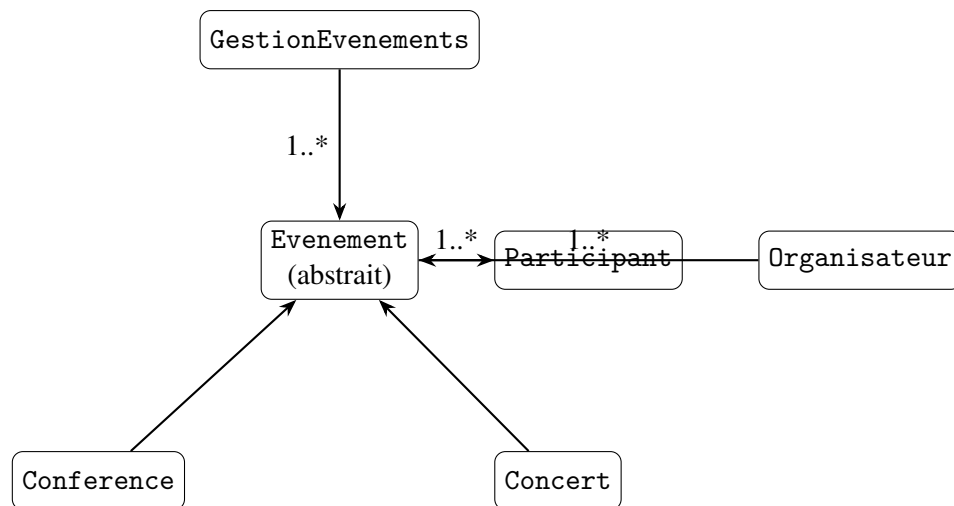 GestionEvenements
1..*
Evenement
(abstrait)
1..*
Participant
1..*
Organisateur
Conference
Concert